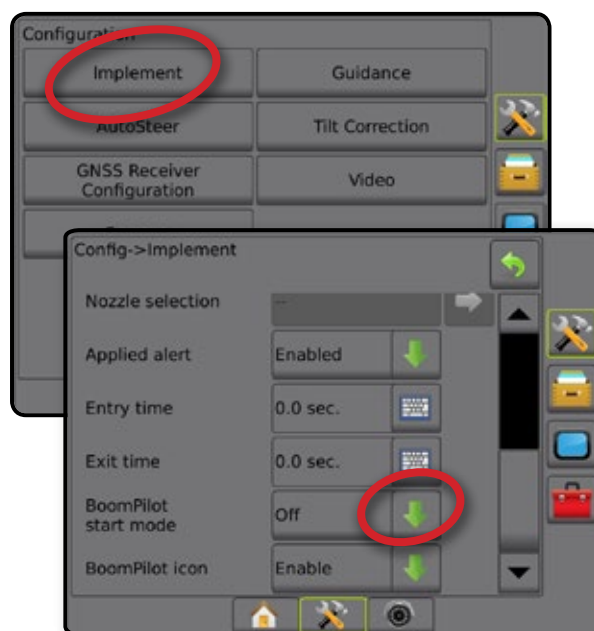 Configuration
Implement
Guidance
AutoSteer
Tilt Correction
GNSS Receiver
Configuration
Video
Config->Implement
Nozzle selection
--
Applied alert
Enabled
Entry time
0.0 sec.
Exit time
0.0 sec.
BoomPilot
start mode
Off
BoomPilot icon
Enable